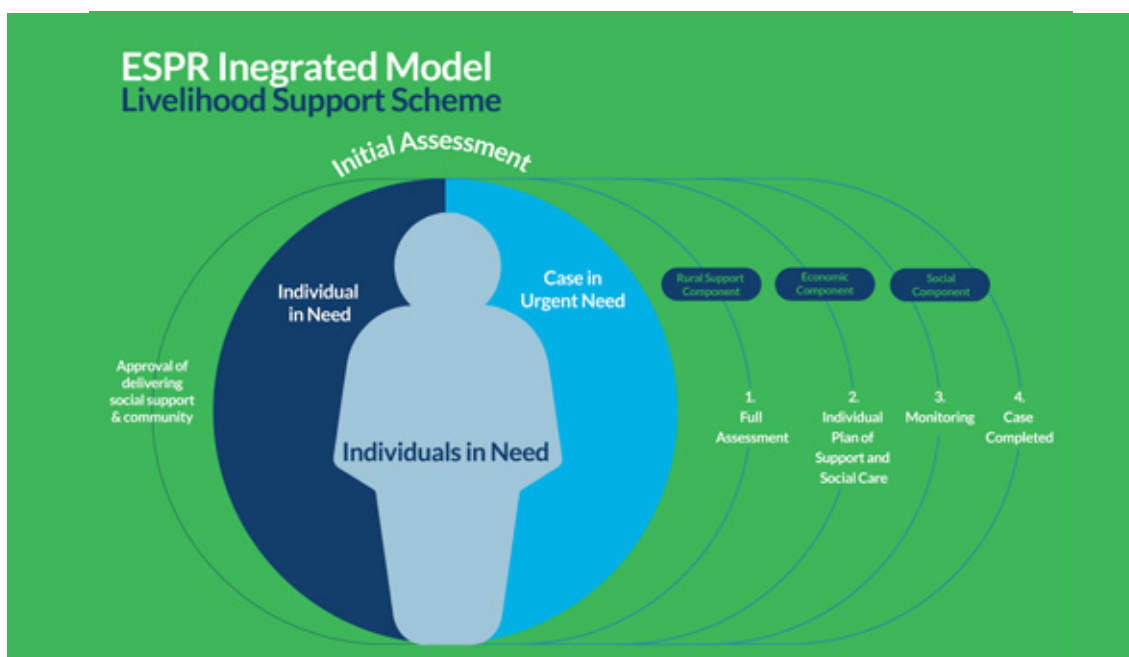 ESPR Inegrated Model
Livelihood Support Scheme
Initial Assessment
Individual
in Need
Case in
Urgent Need
Individuals in Need
Approval of
delivering
social support
& community
Rural Support
Component
Economic
Component
Social
Component
1.
Full
Assessment
2.
Individual
Plan of
Support and
Social Care
3.
Monitoring
4.
Case
Completed